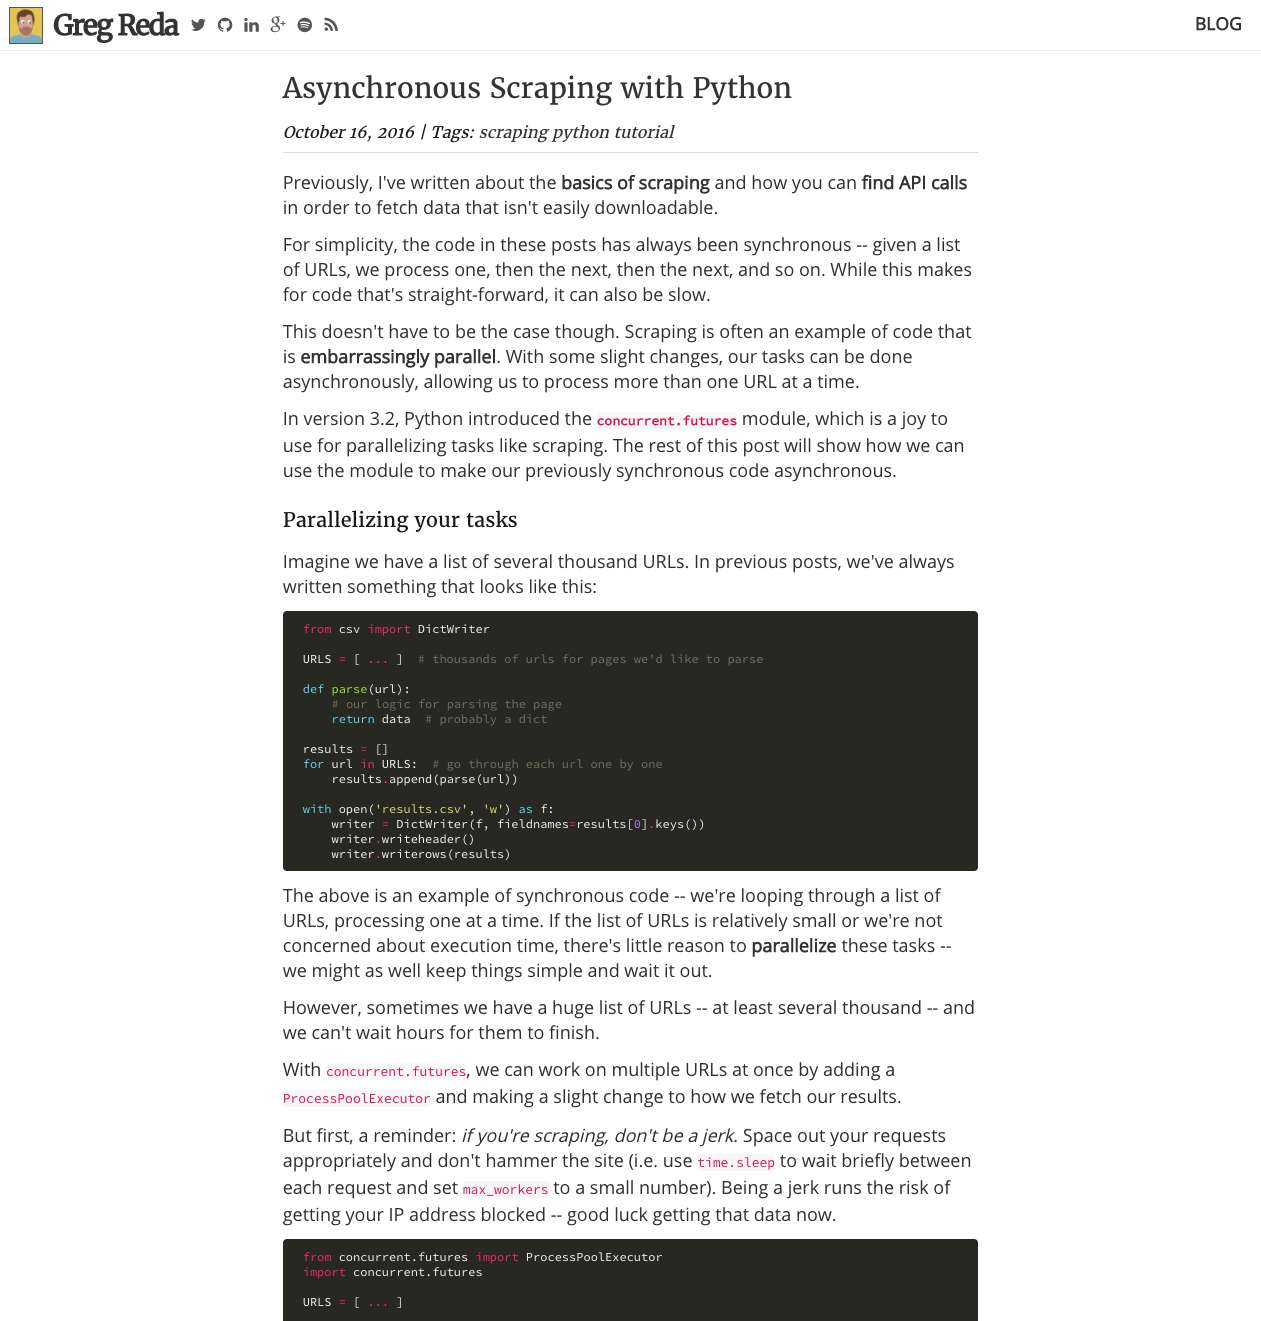 Greg Reda
BLOG
Asynchronous Scraping with Python
October 16, 2016 | Tags: scraping python tutorial
Previously, I've written about the basics of scraping and how you can find API calls
in order to fetch data that isn't easily downloadable.
For simplicity, the code in these posts has always been synchronous -- given a list
of URLs, we process one, then the next, then the next, and so on. While this makes
for code that's straight-forward, it can also be slow.
This doesn't have to be the case though. Scraping is often an example of code that
is embarrassingly parallel. With some slight changes, our tasks can be done
asynchronously, allowing us to process more than one URL at a time.
In version 3.2, Python introduced the concurrent.futures module, which is a joy to
use for parallelizing tasks like scraping. The rest of this post will show how we can
use the module to make our previously synchronous code asynchronous.
Parallelizing your tasks
Imagine we have a list of several thousand URLs. In previous posts, we've always
written something that looks like this:
from csv import DictWriter
URLS = [ ... ]  # thousands of urls for pages we'd like to parse
def parse(url):
    # our logic for parsing the page
    return data  # probably a dict
results = []
for url in URLS:  # go through each url one by one
    results.append(parse(url))
with open('results.csv', 'w') as f:
    writer = DictWriter(f, fieldnames=results[0].keys())
    writer.writeheader()
    writer.writerows(results)
The above is an example of synchronous code -- we're looping through a list of
URLs, processing one at a time. If the list of URLs is relatively small or we're not
concerned about execution time, there's little reason to parallelize these tasks --
we might as well keep things simple and wait it out.
However, sometimes we have a huge list of URLs -- at least several thousand -- and
we can't wait hours for them to finish.
With concurrent.futures, we can work on multiple URLs at once by adding a
ProcessPoolExecutor and making a slight change to how we fetch our results.
But first, a reminder: if you're scraping, don't be a jerk. Space out your requests
appropriately and don't hammer the site (i.e. use time.sleep to wait briefly between
each request and set max_workers to a small number). Being a jerk runs the risk of
getting your IP address blocked -- good luck getting that data now.
from concurrent.futures import ProcessPoolExecutor
import concurrent.futures
URLS = [ ... ]